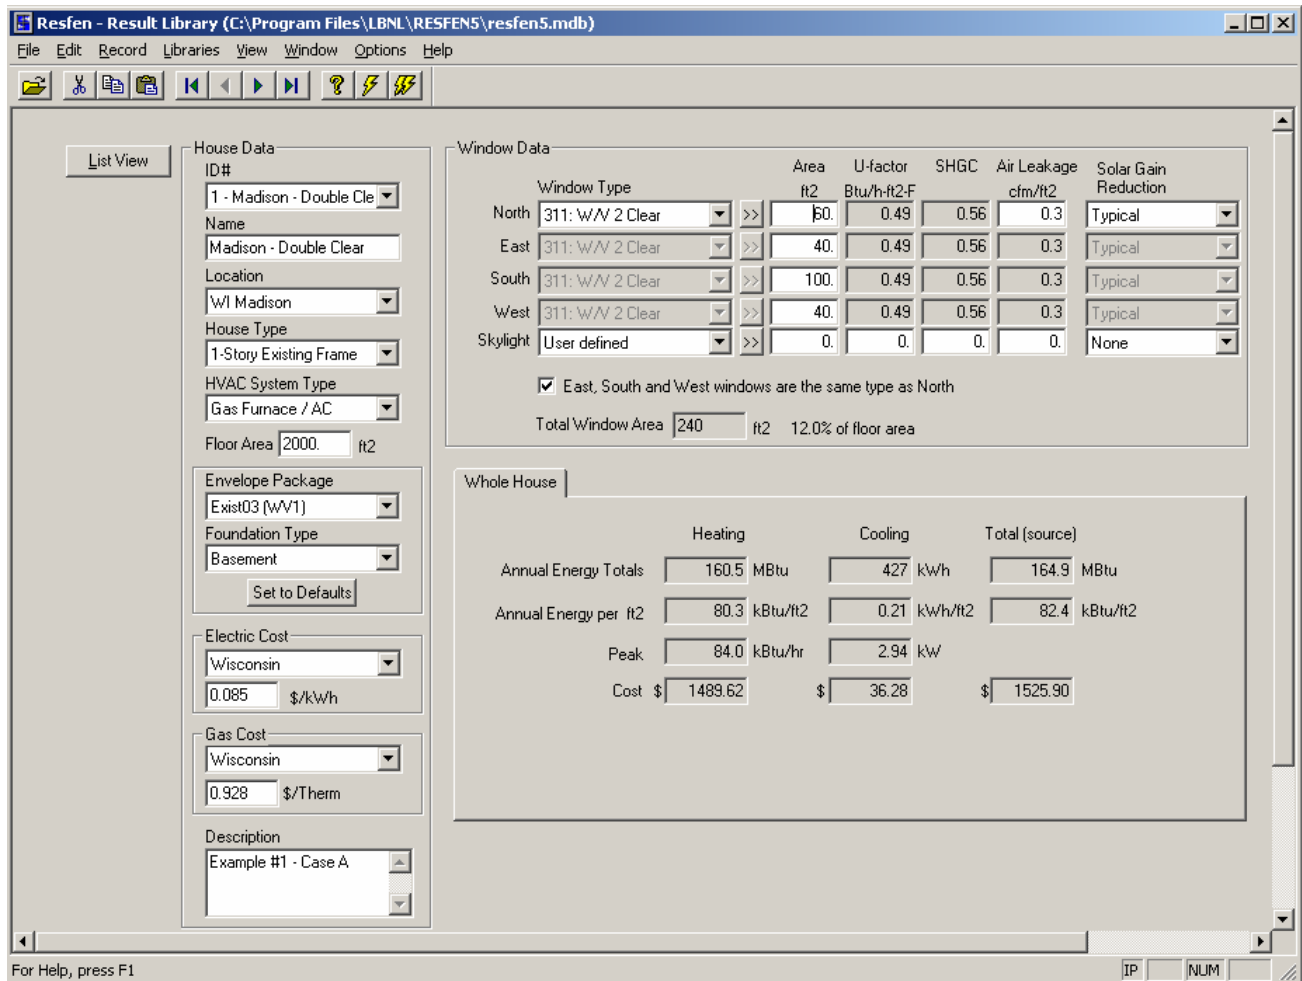 Resfen - Result Library (C:\Program Files\LBNL\RESFEN5\resfen5.mdb)
File Edit Record Libraries View Window Options Help
List View
House Data
ID#
1 - Madison - Double Cle
Name
Madison - Double Clear
Location
WI Madison
House Type
1-Story Existing Frame
HVAC System Type
Gas Furnace / AC
Floor Area 2000. ft2
Envelope Package
Exist03 (WV1)
Foundation Type
Basement
Set to Defaults
Electric Cost
Wisconsin
0.085 $/kWh
Gas Cost
Wisconsin
0.928 $/Therm
Description
Example #1 - Case A
Window Data
Area U-factor SHGC Air Leakage Solar Gain
Window Type ft2 Btu/h-ft2-F cfm/ft2 Reduction
North 311: W/V 2 Clear >> 60. 0.49 0.56 0.3 Typical
East 311: W/V 2 Clear >> 40. 0.49 0.56 0.3 Typical
South 311: W/V 2 Clear >> 100. 0.49 0.56 0.3 Typical
West 311: W/V 2 Clear >> 40. 0.49 0.56 0.3 Typical
Skylight User defined >> 0. 0. 0. 0. None
East, South and West windows are the same type as North
Total Window Area 240 ft2 12.0% of floor area
Whole House
Heating Cooling Total (source)
Annual Energy Totals 160.5 MBtu 427 kWh 164.9 MBtu
Annual Energy per ft2 80.3 kBtu/ft2 0.21 kWh/ft2 82.4 kBtu/ft2
Peak 84.0 kBtu/hr 2.94 kW
Cost $ 1489.62 $ 36.28 $ 1525.90
For Help, press F1
IP NUM